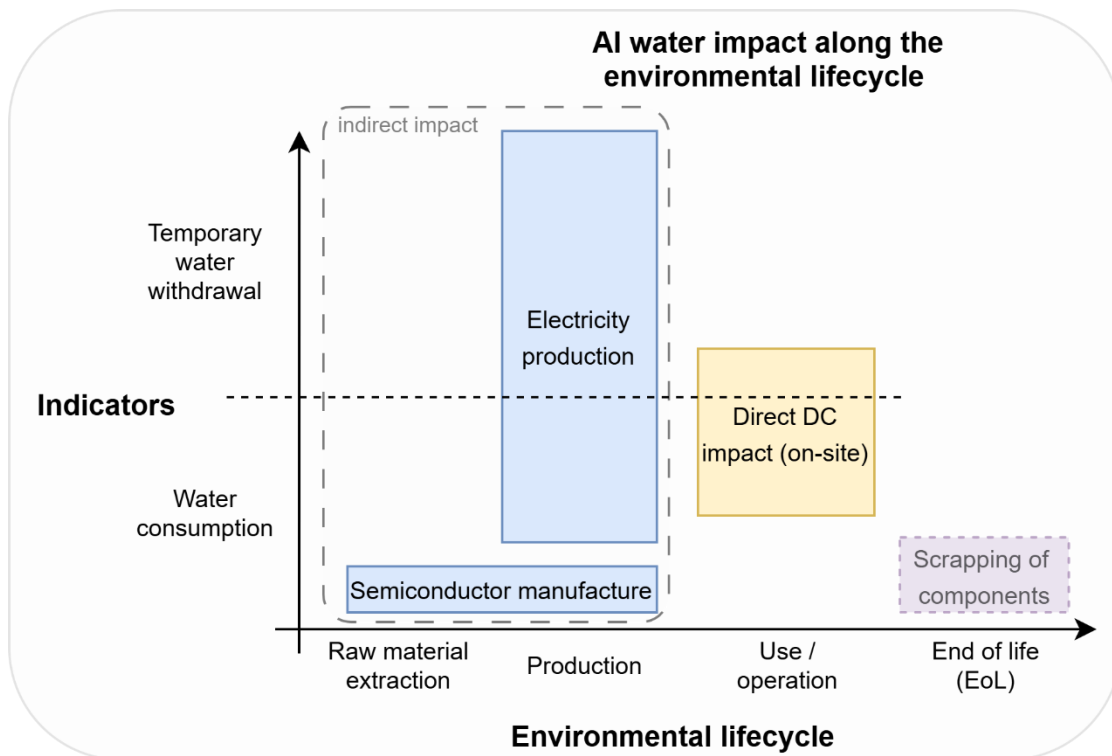 AI water impact along the
environmental lifecycle
indirect impact
Temporary
water
withdrawal
Electricity
production
Indicators
Direct DC
impact (on-site)
Water
consumption
Scrapping of
components
Semiconductor manufacture
Raw material
extraction
Production
Use /
operation
End of life
(EoL)
Environmental lifecycle